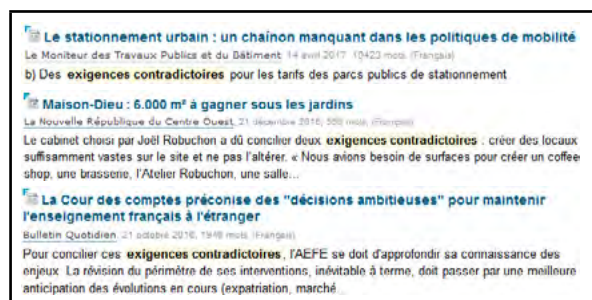 Le stationnement urbain : un chaînon manquant dans les politiques de mobilité
Le Moniteur des Travaux Publics et du Bâtiment, 14 avril 2017, 10423 mots, (Français)
b) Des exigences contradictoires pour les tarifs des parcs publics de stationnement
Maison-Dieu : 6.000 m² à gagner sous les jardins
La Nouvelle République du Centre Ouest, 21 décembre 2016, mots, (Français)
Le cabinet choisi par Joël Robuchon a dû concilier deux exigences contradictoires : créer des locaux
suffisamment vastes sur le site et ne pas l'altérer. « Nous avions besoin de surfaces pour créer un coffee
shop, une brasserie, l'Atelier Robuchon, une salle...
La Cour des comptes préconise des "décisions ambitieuses" pour maintenir
l'enseignement français à l'étranger
Bulletin Quotidien, 21 octobre 2016, 1948 mots, (Français)
Pour concilier ces exigences contradictoires, l'AEFE se doit d'approfondir sa connaissance des
enjeux. La révision du périmètre de ses interventions, inévitable à terme, doit passer par une meilleure
anticipation des évolutions en cours (expatriation, marché...